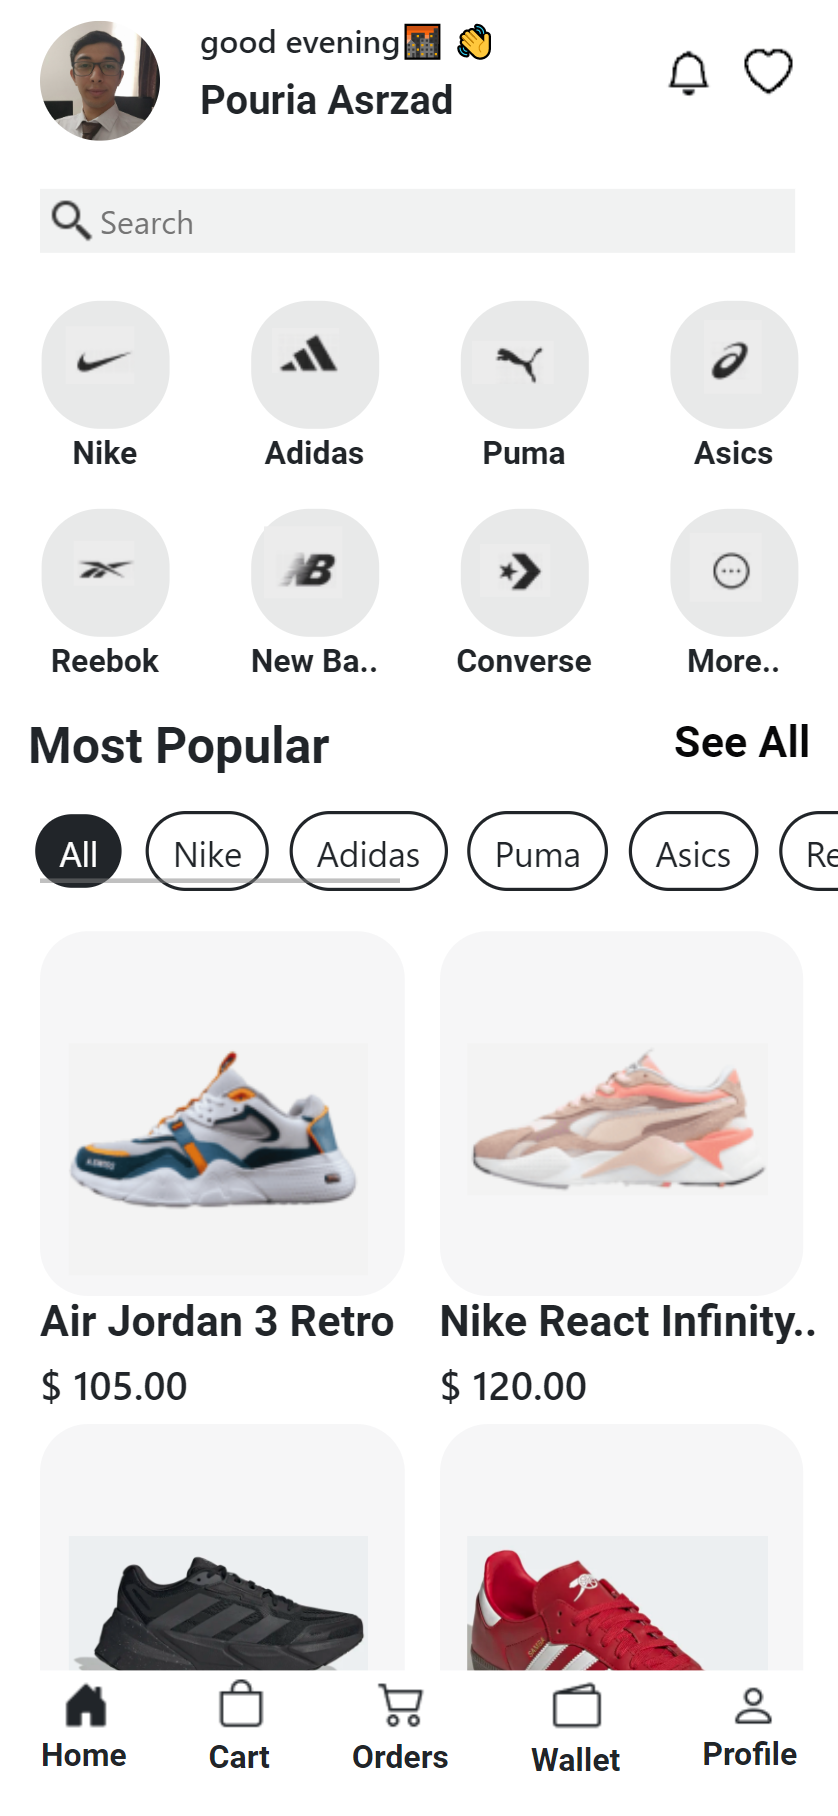 good evening🌆 👋
Pouria Asrzad
Search
Nike
Adidas
Puma
Asics
Reebok
New Ba..
Converse
More..
Most Popular
See All
All
Nike
Adidas
Puma
Asics
Re
Air Jordan 3 Retro
Nike React Infinity..
$ 105.00
$ 120.00
Home
Cart
Orders
Wallet
Profile